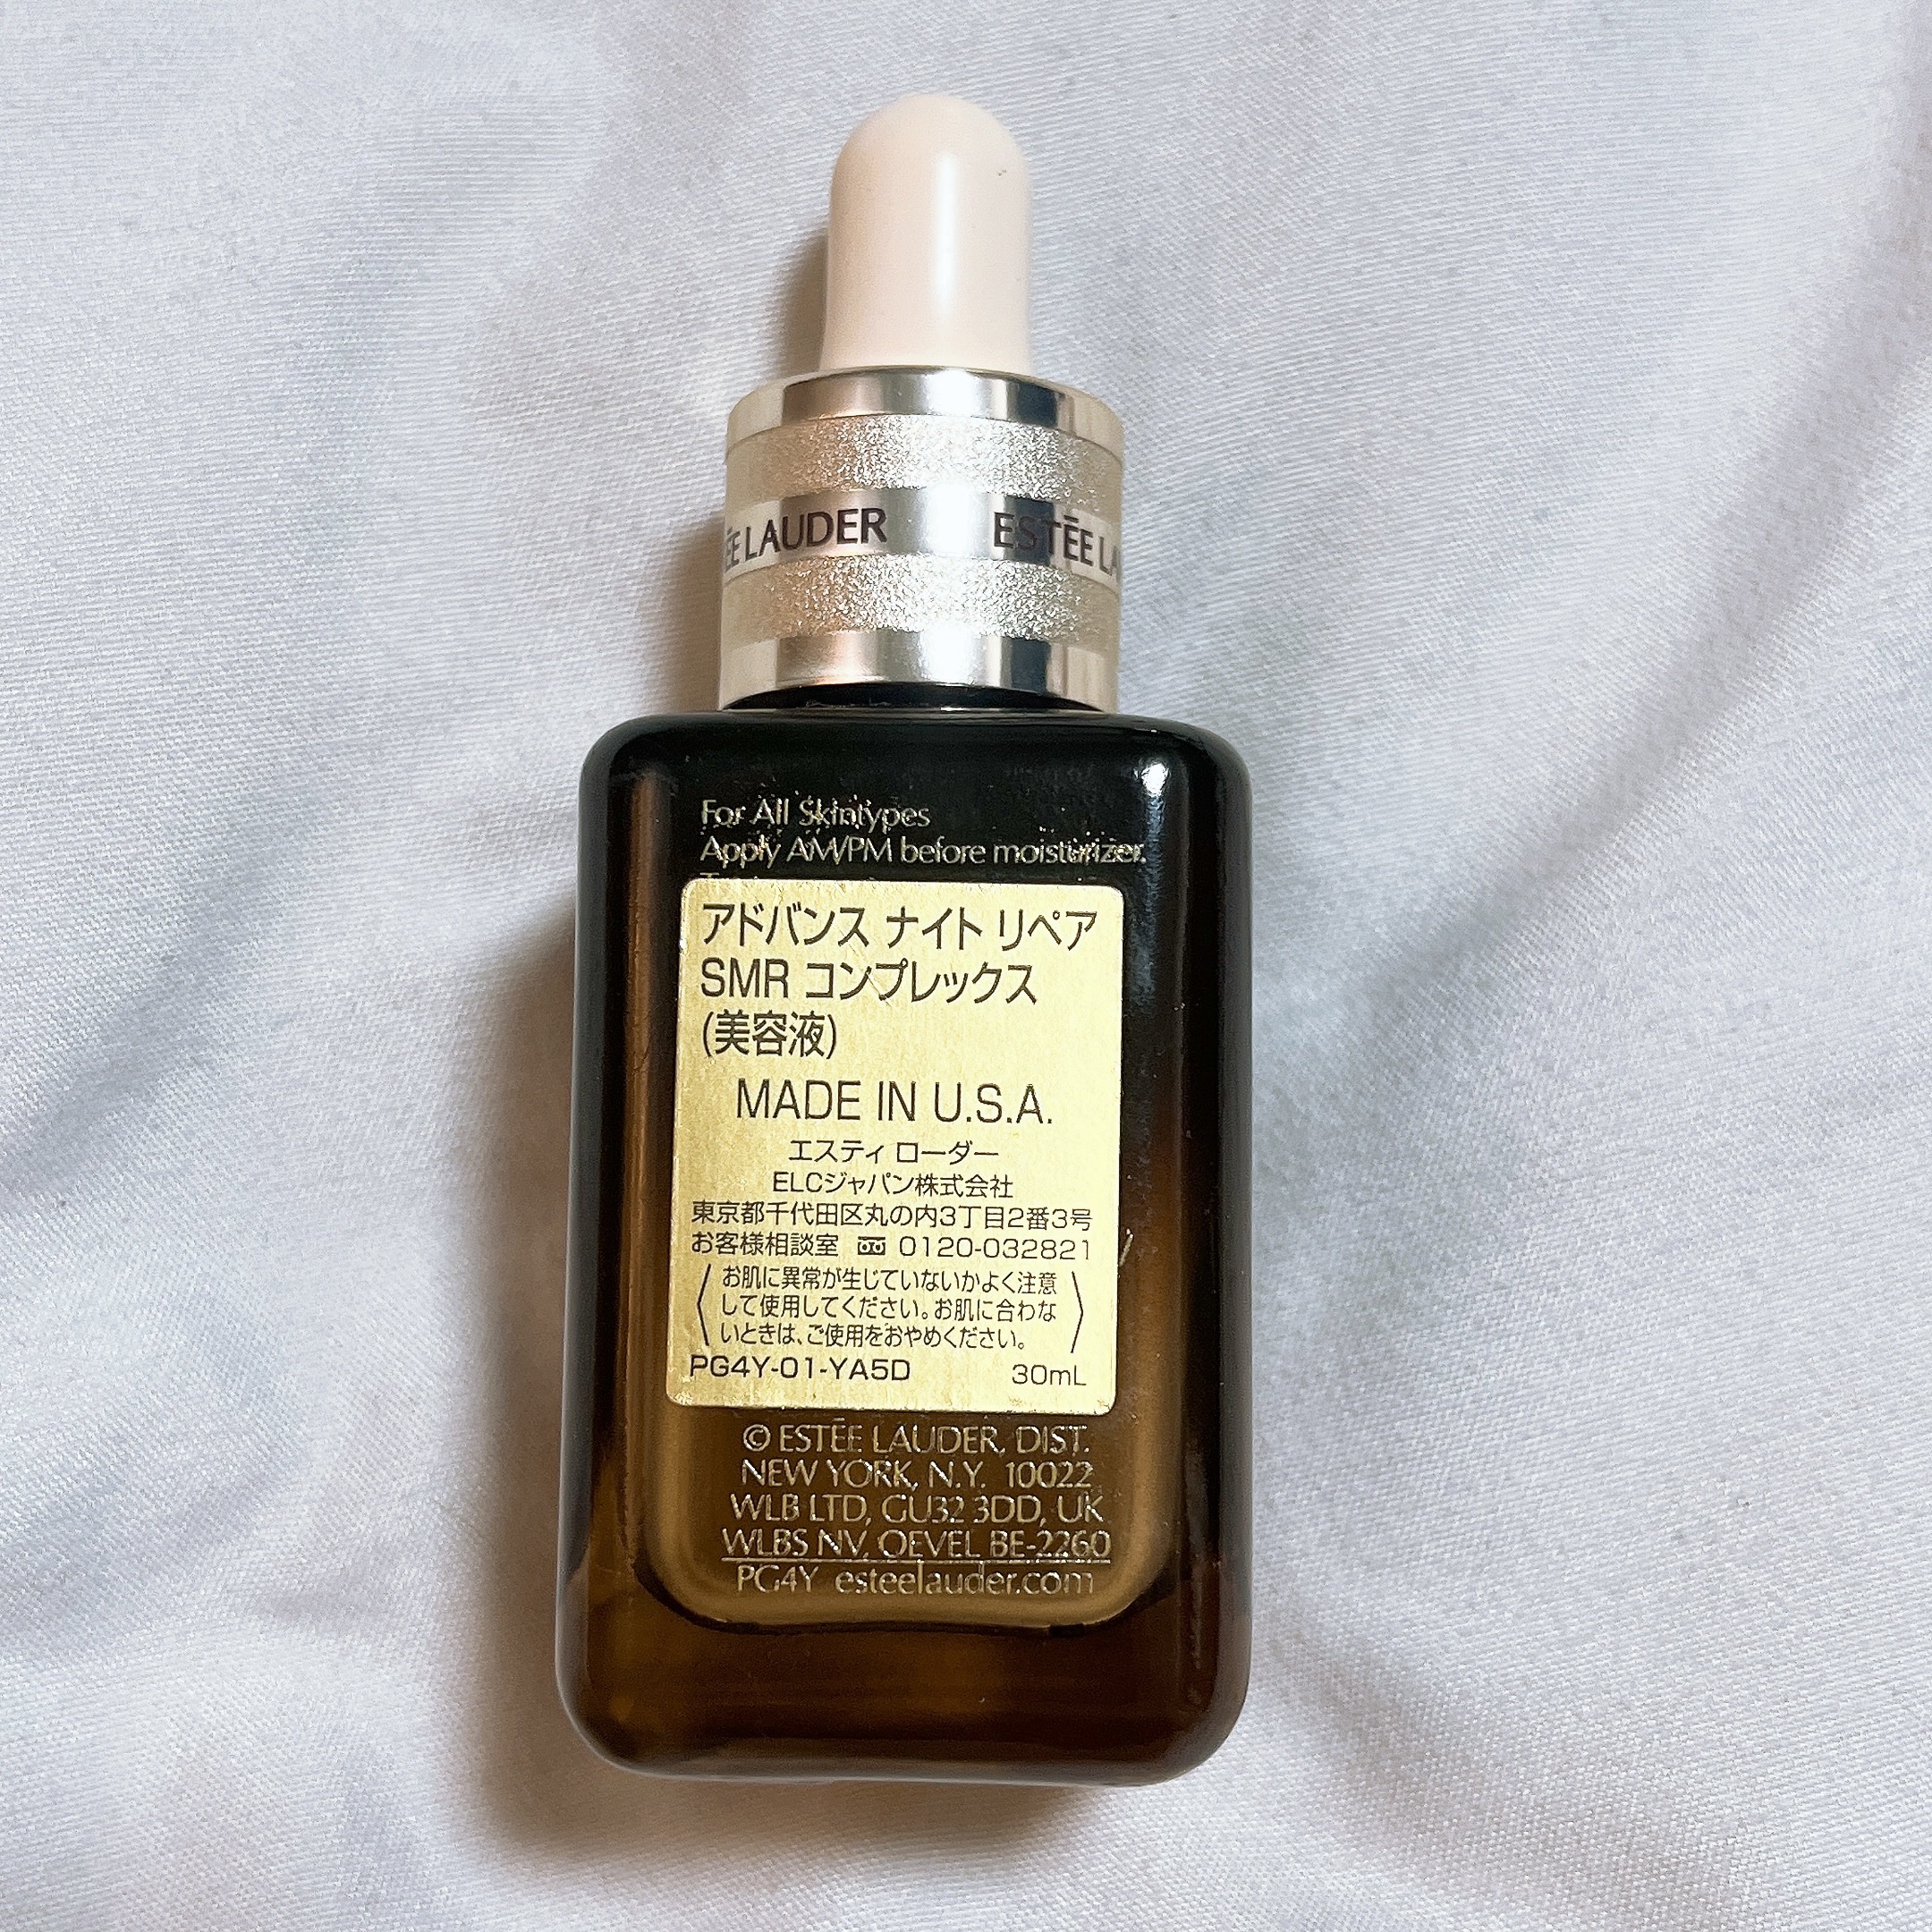 ÉE LAUDER ESTĒE LA
For All Skintypes
Apply AM/PM before moisturizer.
アドバンス ナイト リペア
SMR コンプレックス
(美容液)
MADE IN U.S.A.
エスティ ローダー
ELCジャパン株式会社
東京都千代田区丸の内3丁目2番3号
お客様相談室 0120-032821
お肌に異常が生じていないかよく注意
して使用してください。お肌に合わな
いときは、ご使用をおやめください。
PG4Y-01-YA5D 30mL
© ESTĒE LAUDER, DIST.
NEW YORK, N.Y. 10022
WLB LTD, GU32 3DD, UK
WLBS NV, OEVEL BE-2260
PG4Y esteelauder.com